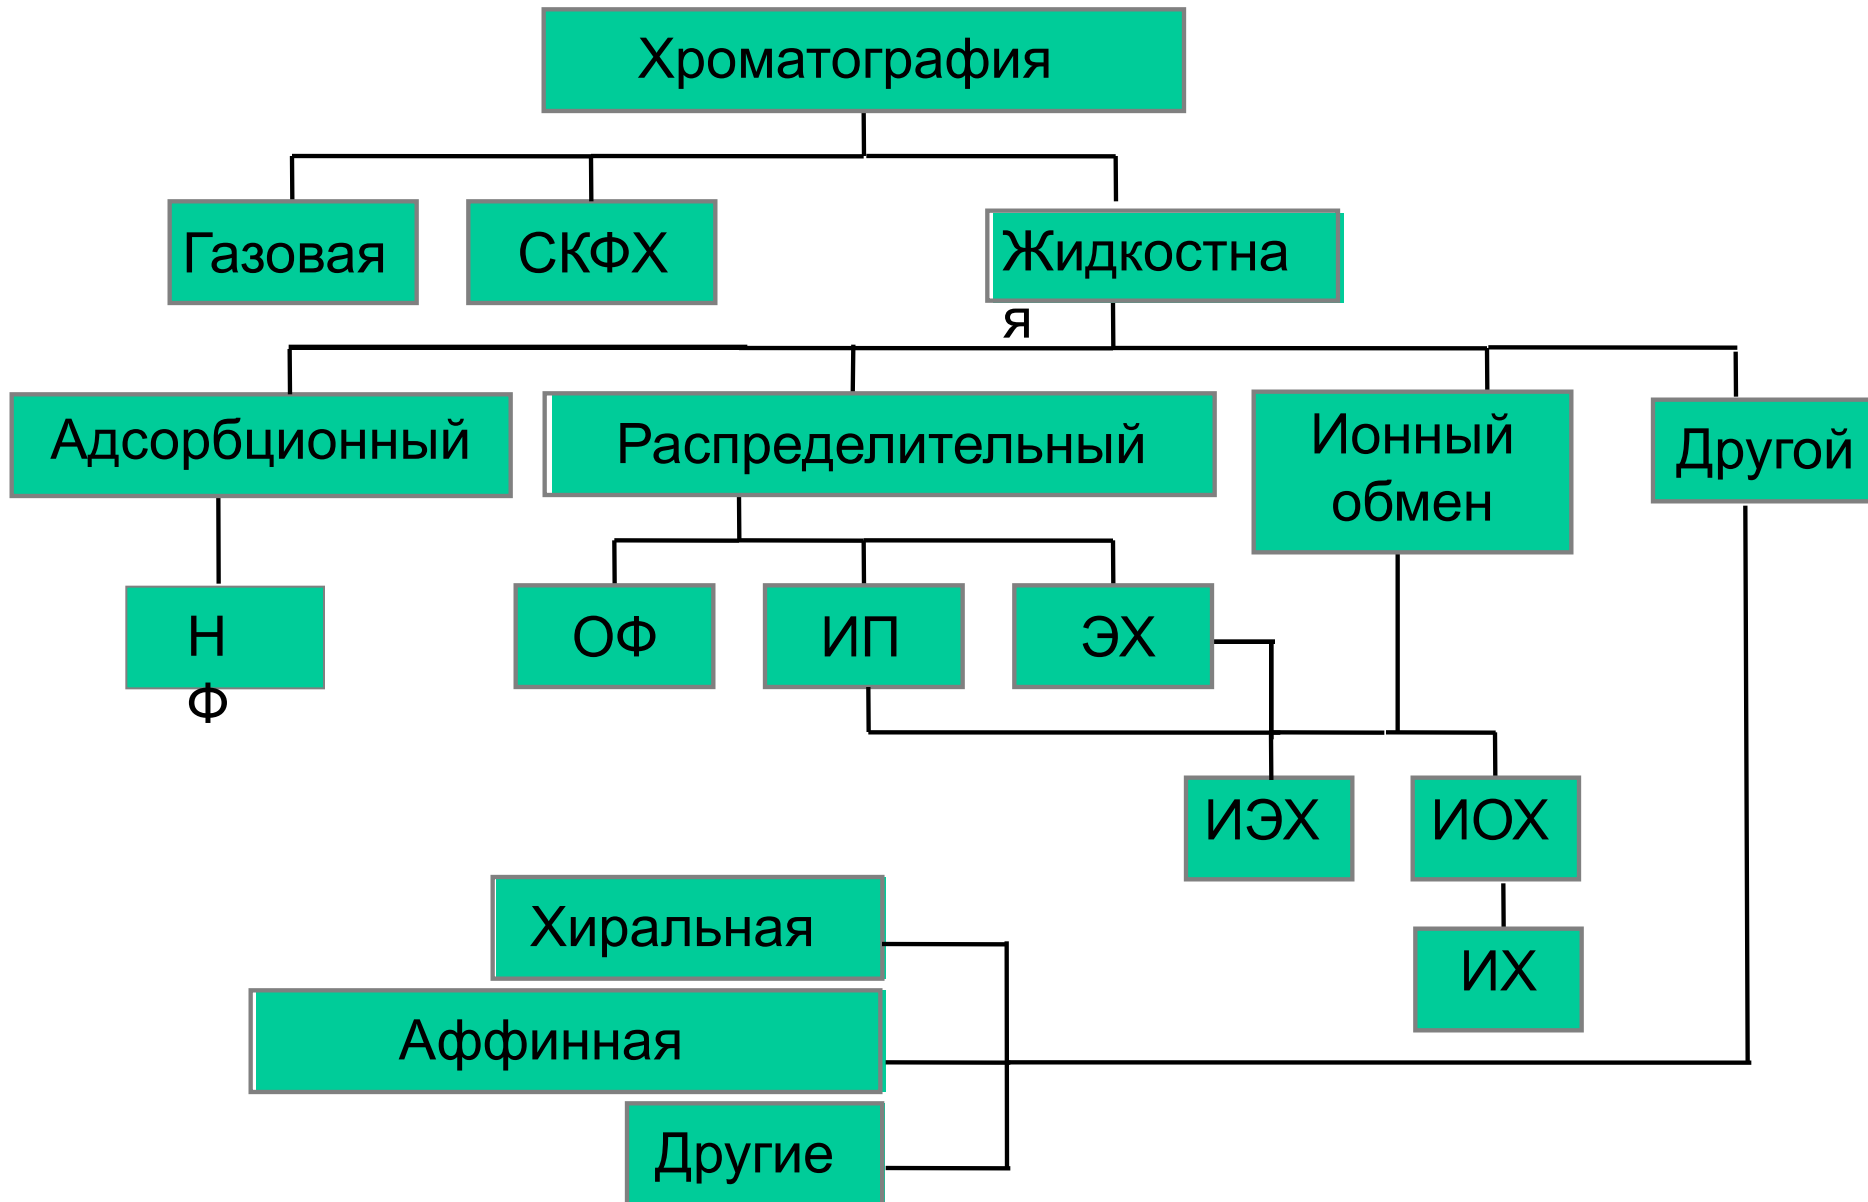 Хроматография
Газовая
СКФХ
Жидкостна
я
Адсорбционный
Распределительный
Ионный
обмен
Другой
Н
Ф
ОФ
ИП
ЭХ
ИЭХ
ИОХ
ИХ
Хиральная
Аффинная
Другие